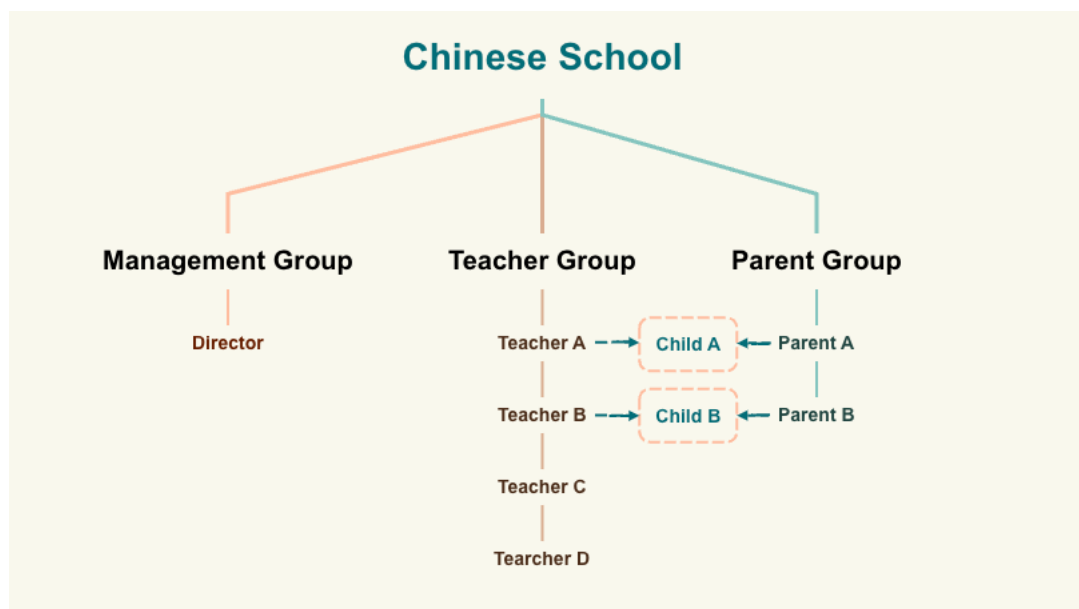 Chinese School
Management Group
Teacher Group
Parent Group
Director
Teacher A
Child A
Parent A
Teacher B
Child B
Parent B
Teacher C
Tearcher D